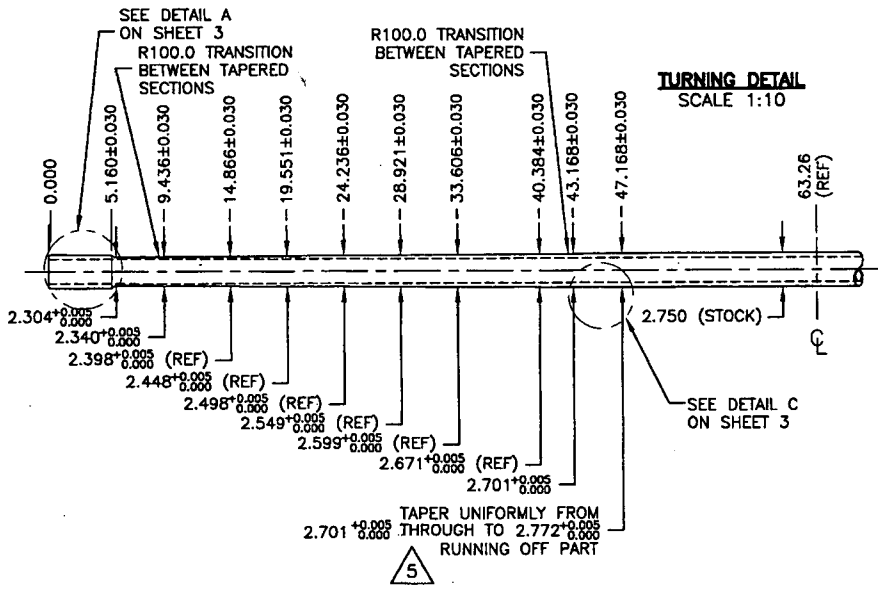 SEE DETAIL A
ON SHEET 3
R100.0 TRANSITION
BETWEEN TAPERED
SECTIONS
R100.0 TRANSITION
BETWEEN TAPERED
SECTIONS
TURNING DETAIL
SCALE 1:10
0.000
5.160±0.030
9.436±0.030
14.866±0.030
19.551±0.030
24.236±0.030
28.921±0.030
33.606±0.030
40.384±0.030
43.168±0.030
47.168±0.030
63.26
(REF)
2.304+0.005 0.000
2.340+0.005 0.000
2.398+0.005 0.000 (REF)
2.448+0.005 0.000 (REF)
2.498+0.005 0.000 (REF)
2.549+0.005 0.000 (REF)
2.599+0.005 0.000 (REF)
2.671+0.005 0.000 (REF)
2.701+0.005 0.000
2.750 (STOCK)
℄
SEE DETAIL C
ON SHEET 3
TAPER UNIFORMLY FROM
2.701 +0.005 0.000 THROUGH TO 2.772+0.005 0.000
RUNNING OFF PART
5